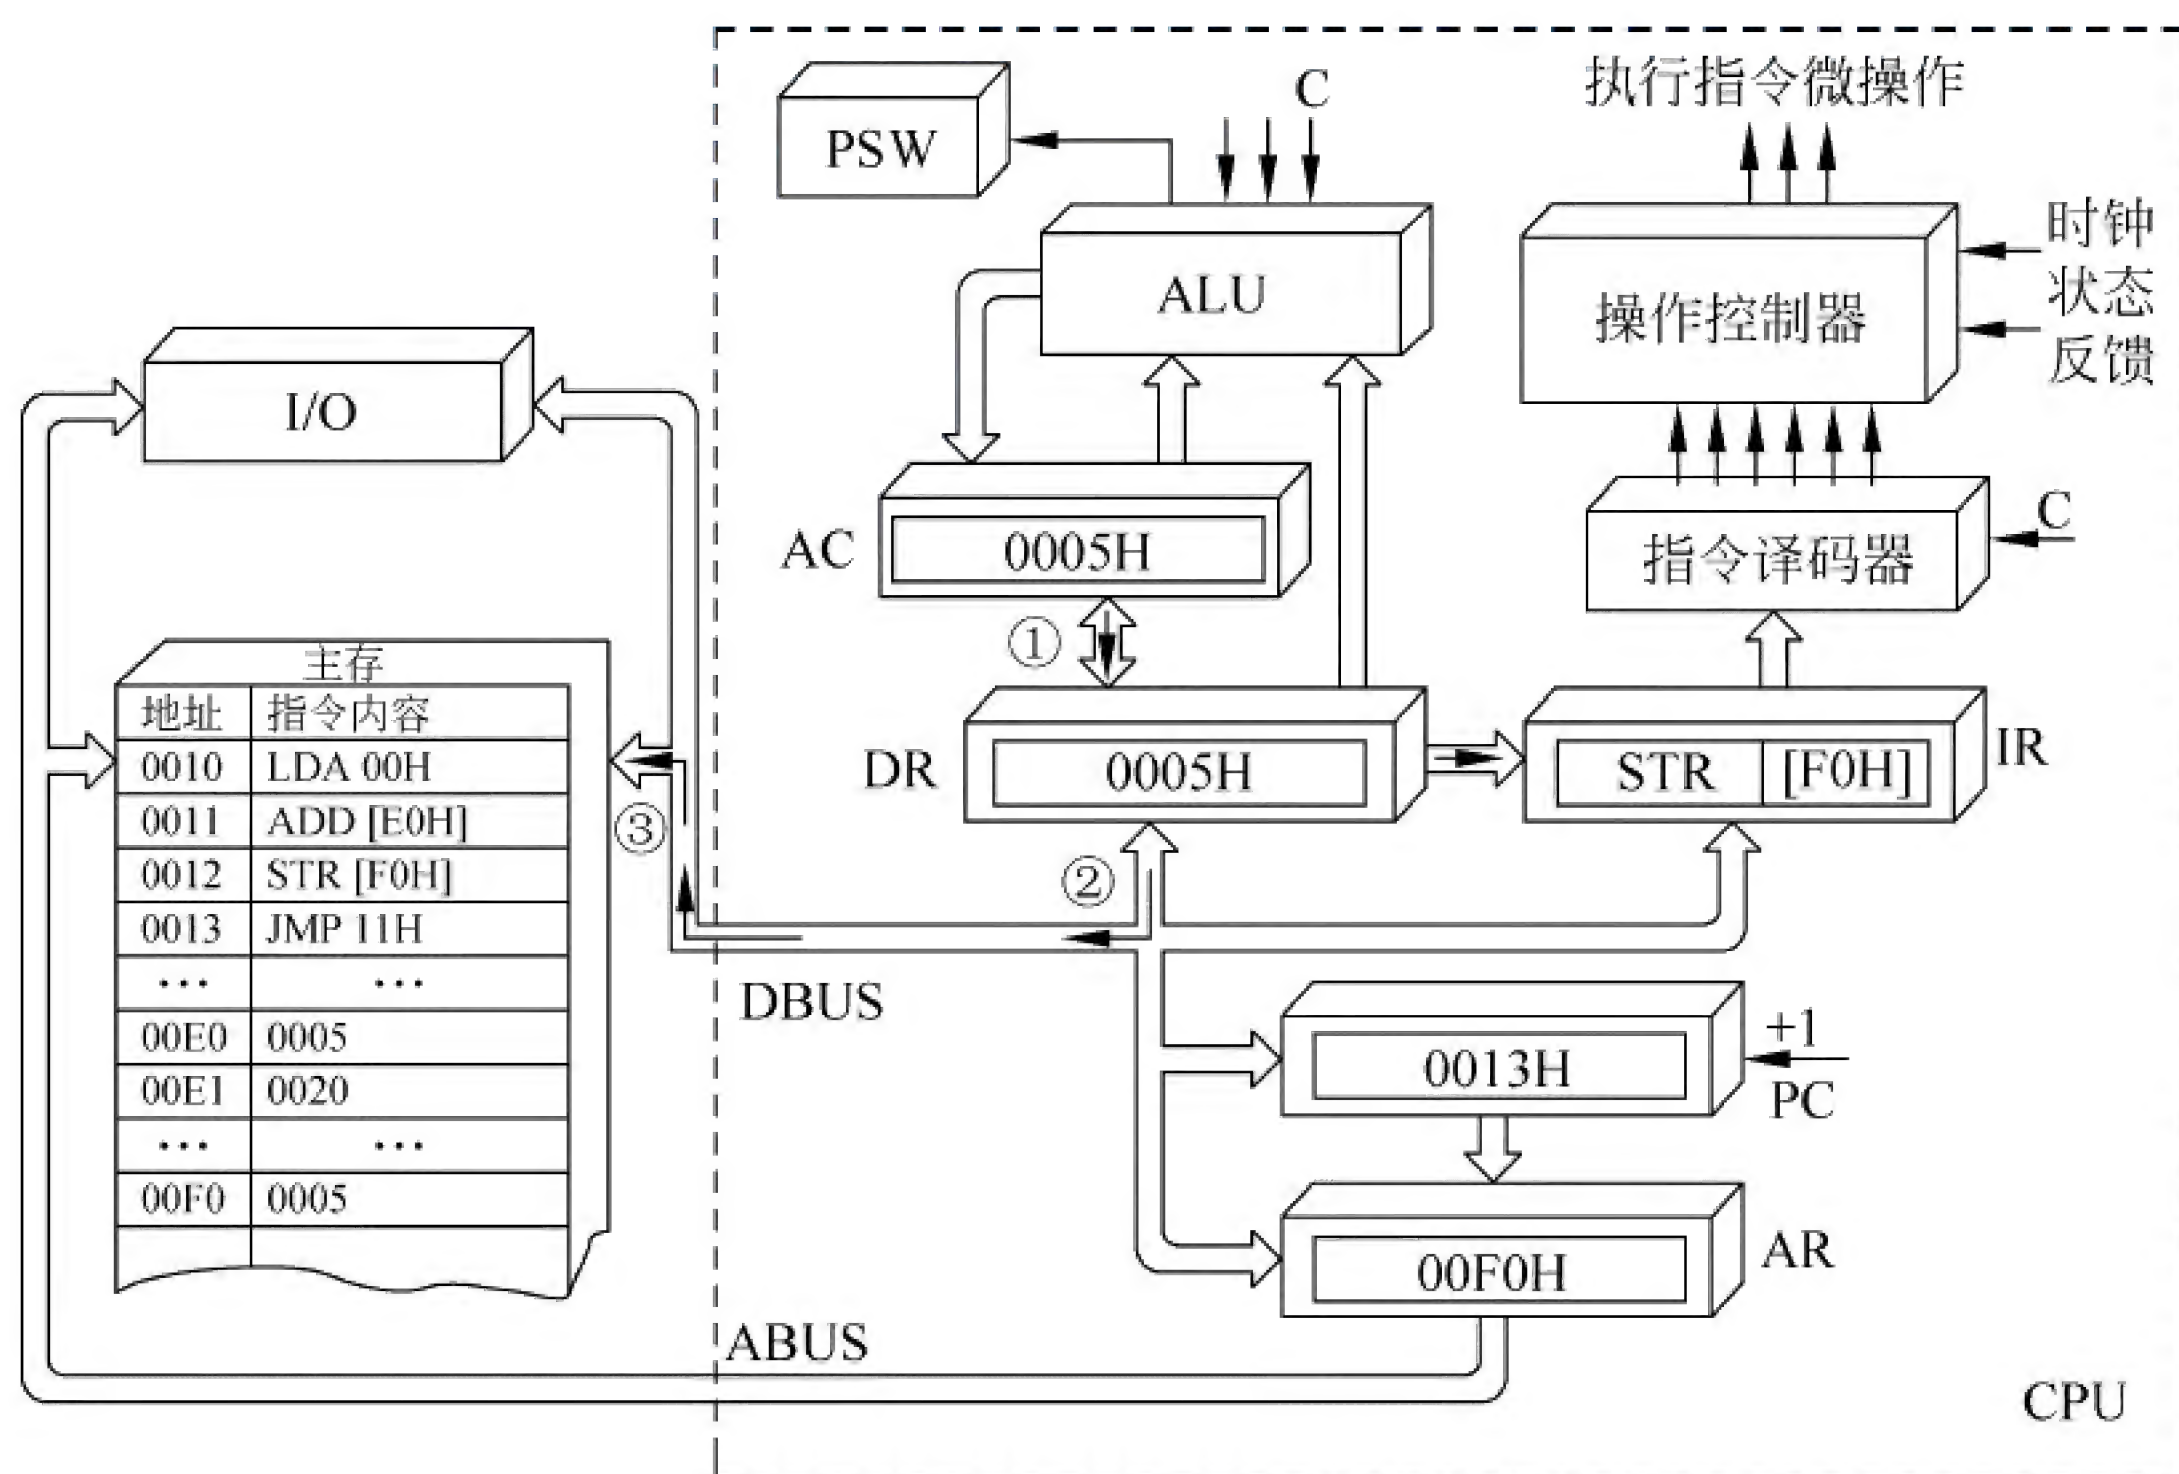 PSW
C
执行指令微操作
ALU
操作控制器
时钟
状态
反馈
I/O
AC
0005H
指令译码器
C
①
主存
地址 指令内容
0010 LDA 00H
0011 ADD [E0H]
0012 STR [F0H]
0013 JMP 11H
… …
00E0 0005
00E1 0020
… …
00F0 0005
DR
0005H
STR [F0H]
IR
③
②
DBUS
0013H
+1
PC
00F0H
AR
ABUS
CPU